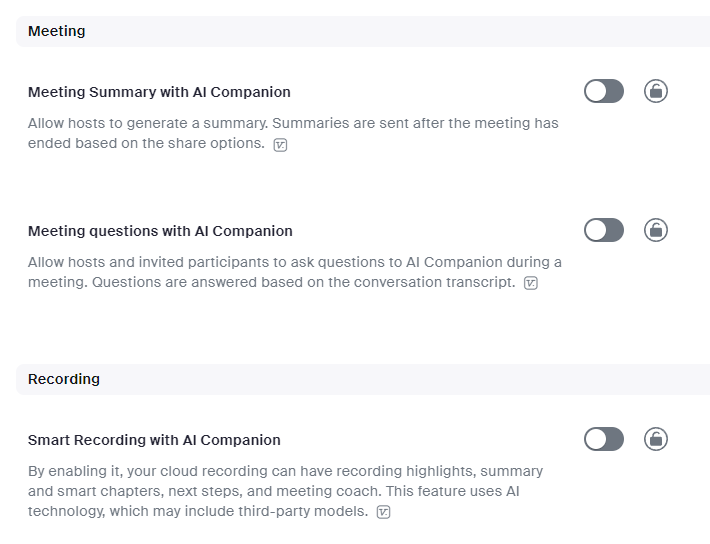 Meeting
Meeting Summary with AI Companion
Allow hosts to generate a summary. Summaries are sent after the meeting has
ended based on the share options.
Meeting questions with AI Companion
Allow hosts and invited participants to ask questions to AI Companion during a
meeting. Questions are answered based on the conversation transcript.
Recording
Smart Recording with AI Companion
By enabling it, your cloud recording can have recording highlights, summary
and smart chapters, next steps, and meeting coach. This feature uses AI
technology, which may include third-party models.